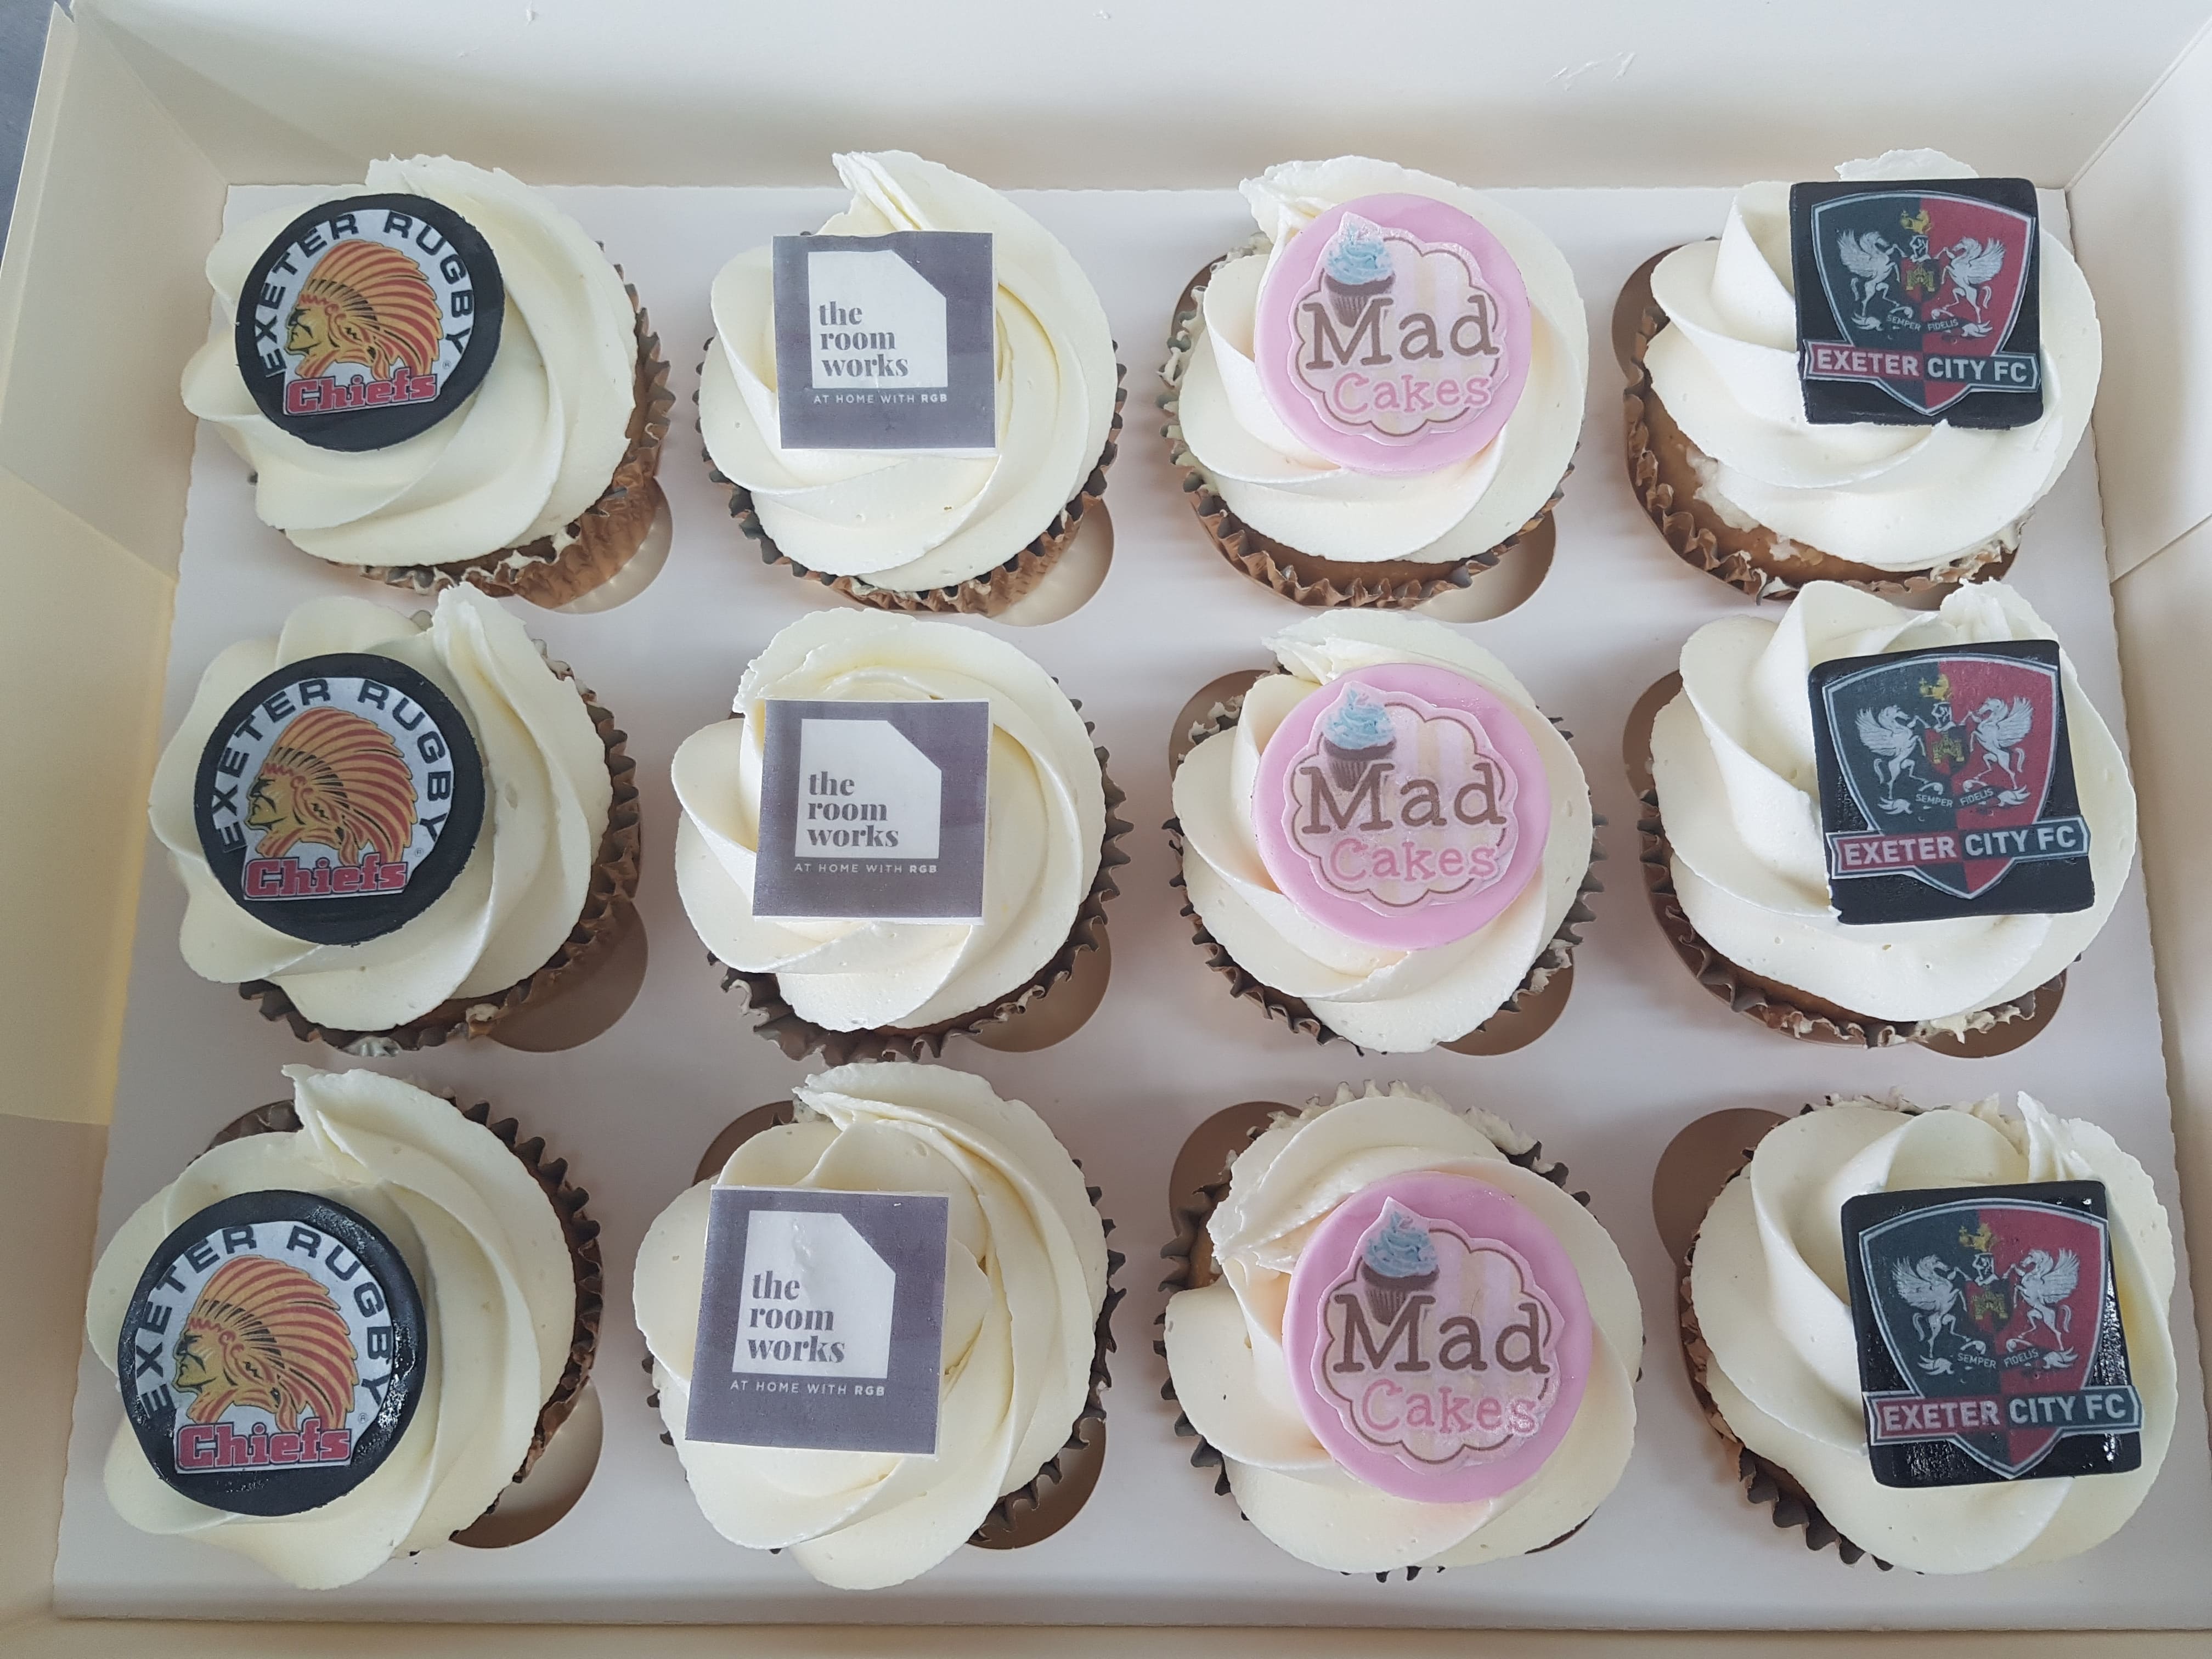 EXETER RUGBY
Chiefs
the
room
works
AT HOME WITH RGB
Mad
Cakes
SEMPER FIDELIS
EXETER CITY FC
EXETER RUGBY
Chiefs
the
room
works
AT HOME WITH RGB
Mad
Cakes
SEMPER FIDELIS
EXETER CITY FC
EXETER RUGBY
Chiefs
the
room
works
AT HOME WITH RGB
Mad
Cakes
SEMPER FIDELIS
EXETER CITY FC